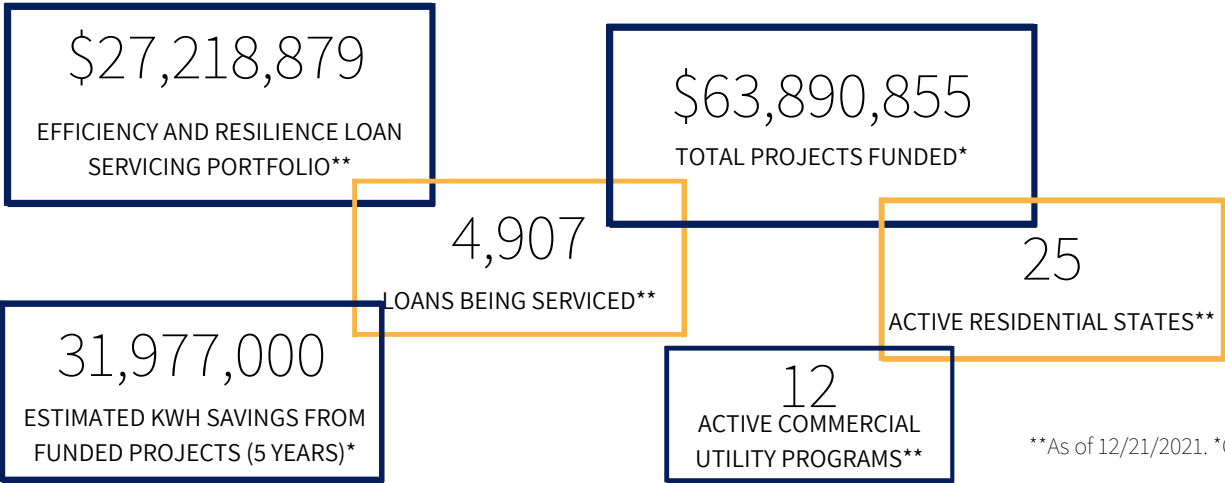 $27,218,879
EFFICIENCY AND RESILIENCE LOAN
SERVICING PORTFOLIO**
$63,890,855
TOTAL PROJECTS FUNDED*
4,907
LOANS BEING SERVICED**
25
ACTIVE RESIDENTIAL STATES**
31,977,000
ESTIMATED KWH SAVINGS FROM
FUNDED PROJECTS (5 YEARS)*
12
ACTIVE COMMERCIAL
UTILITY PROGRAMS**
**As of 12/21/2021. *